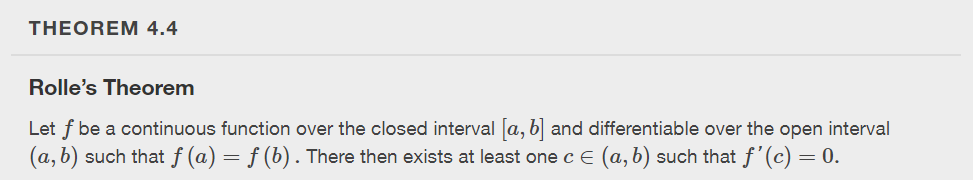 THEOREM 4.4
Rolle's Theorem
Let f be a continuous function over the closed interval [a, b] and differentiable over the open interval
(a, b) such that f (a) = f (b). There then exists at least one c ∈ (a, b) such that f'(c) = 0.